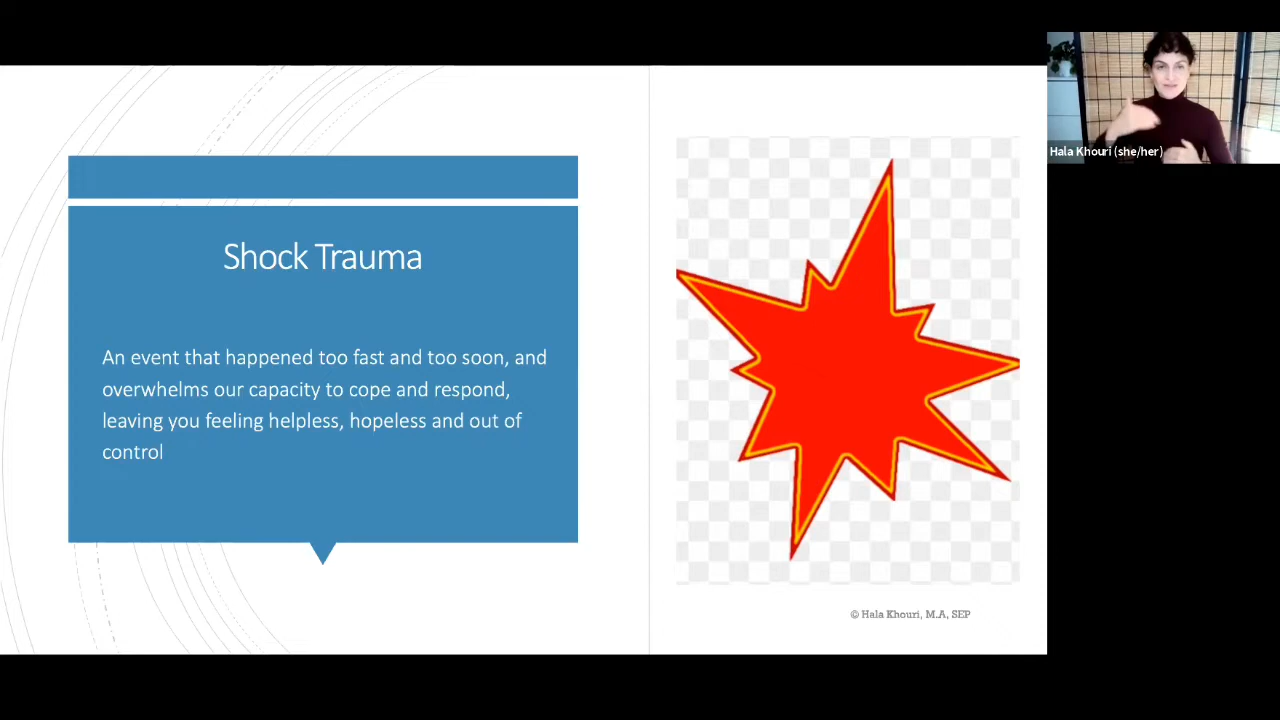 Shock Trauma
An event that happened too fast and too soon, and
overwhelms our capacity to cope and respond,
leaving you feeling helpless, hopeless and out of
control
© Hala Khouri, M.A, SEP
Hala Khouri (she/her)